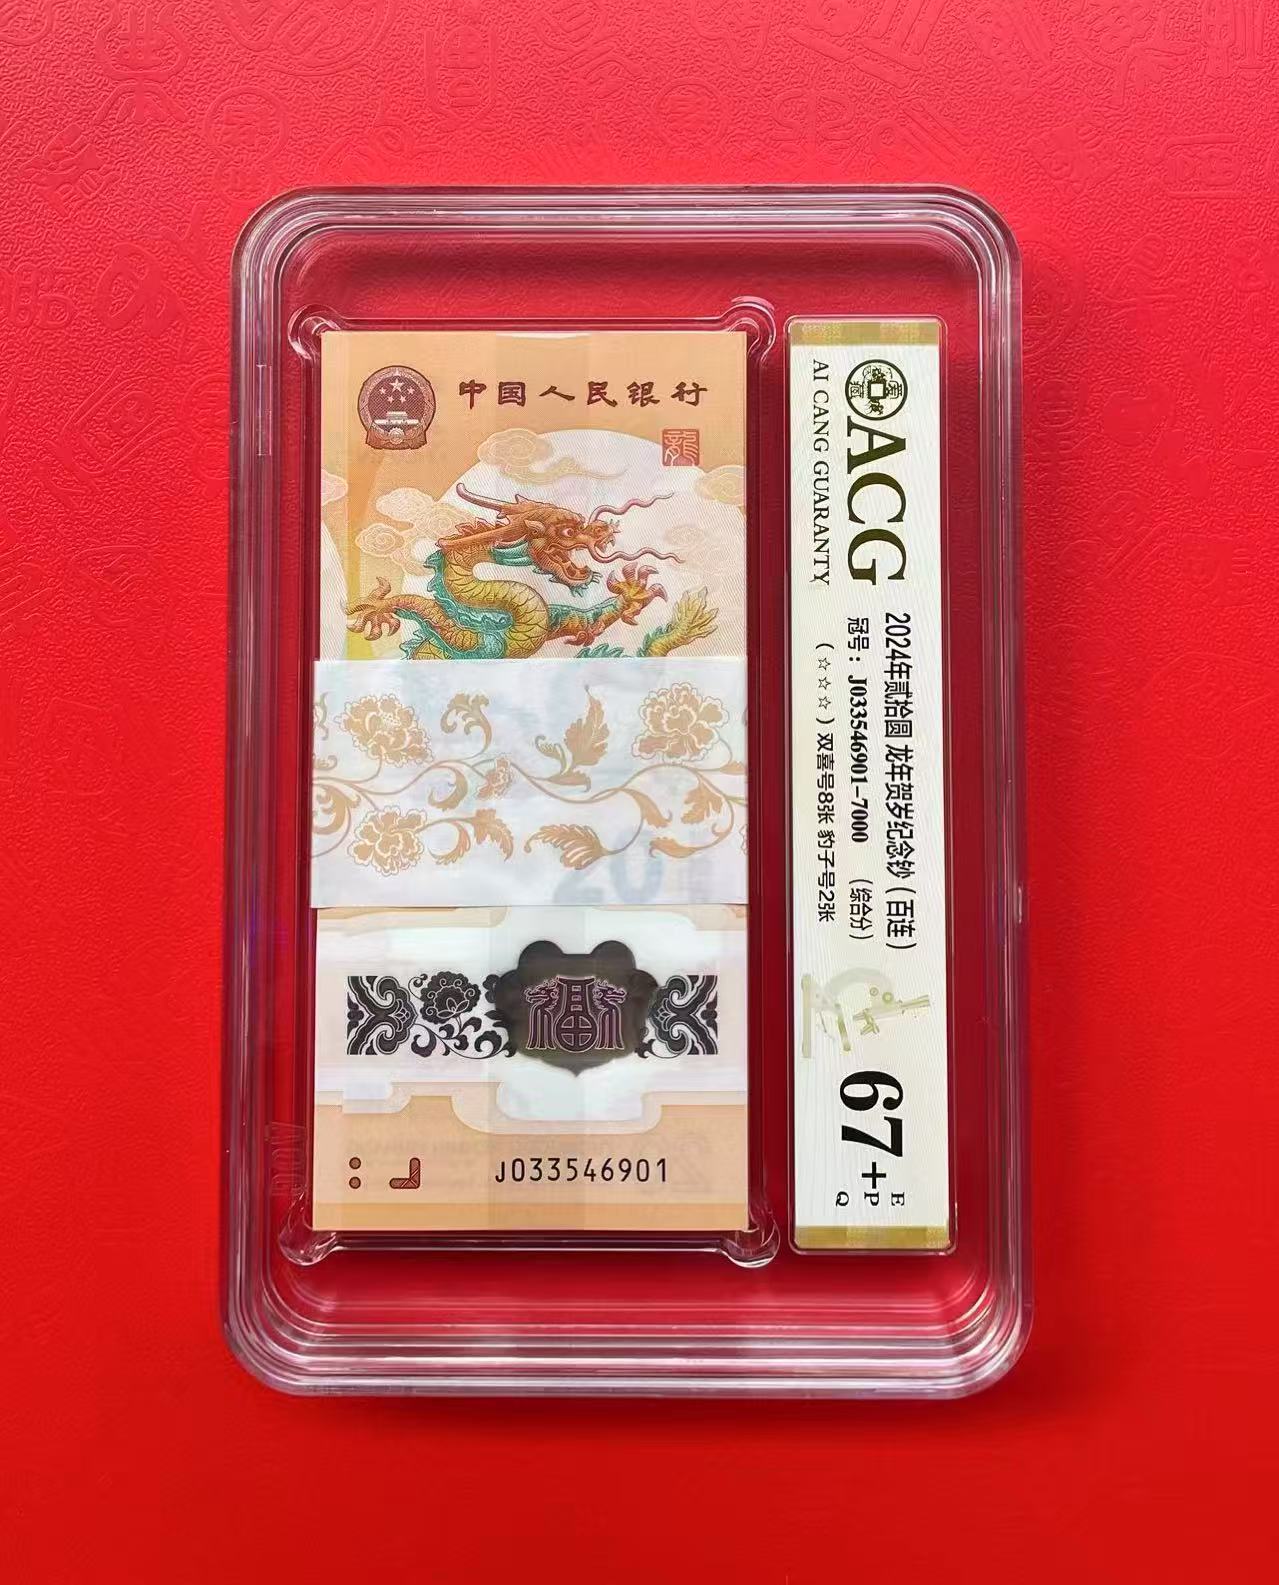 中国人民银行
龍
福
J033546901
ACG
AI CANG GUARANTY
2024年贰拾圆 龙年贺岁纪念钞（百连）
冠号：J033546901-7000 （综合分）
（☆☆☆）双喜号8张 豹子号2张
67+
E
P
Q